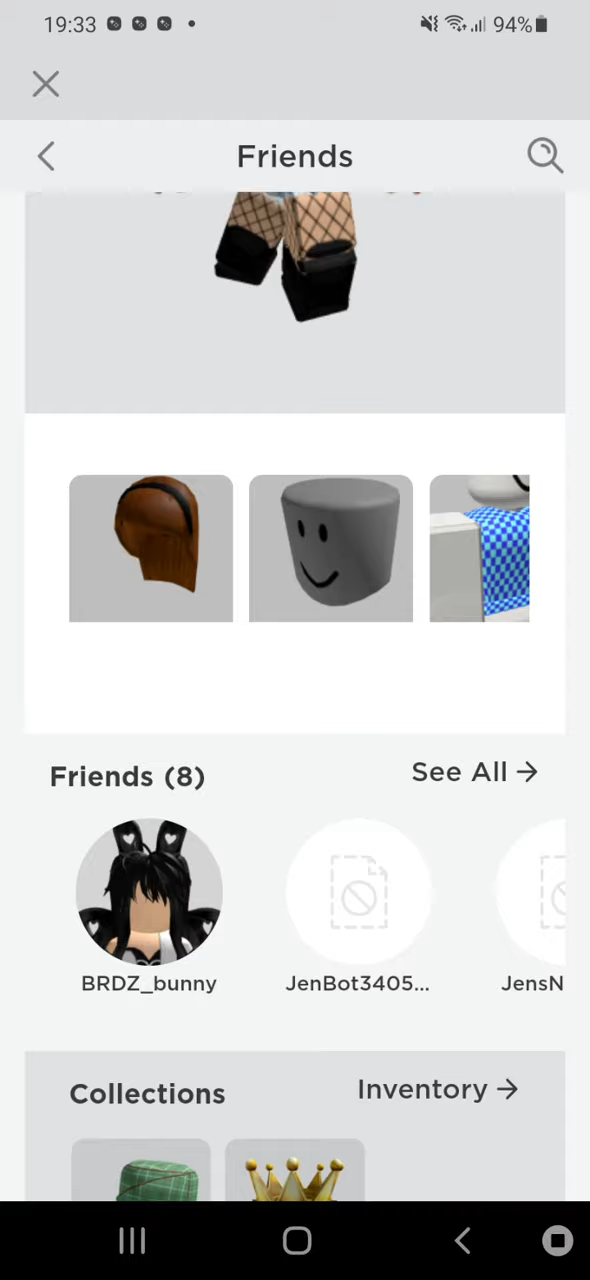 19:33
94%
Friends
Friends (8)
See All →
BRDZ_bunny
JenBot3405...
JensN
Collections
Inventory →